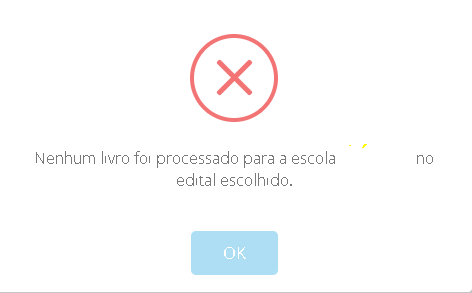 Nenhum livro foi processado para a escola no
edital escolhido.
OK